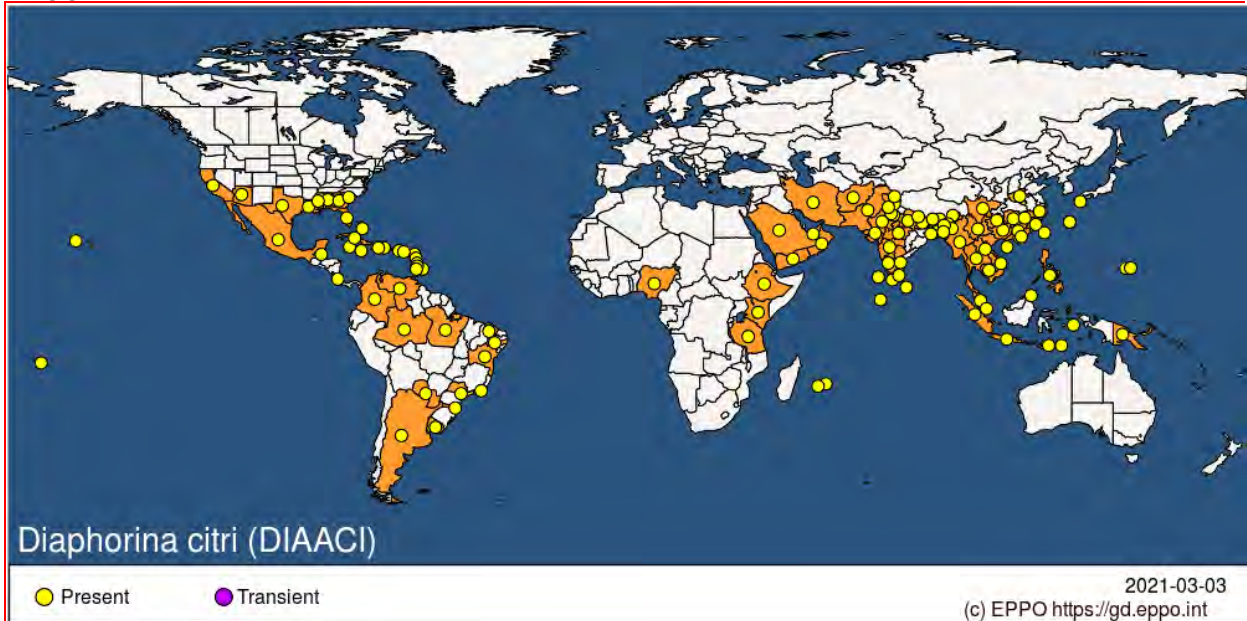 Diaphorina citri (DIAACI)
Present
Transient
2021-03-03
(c) EPPO https://gd.eppo.int